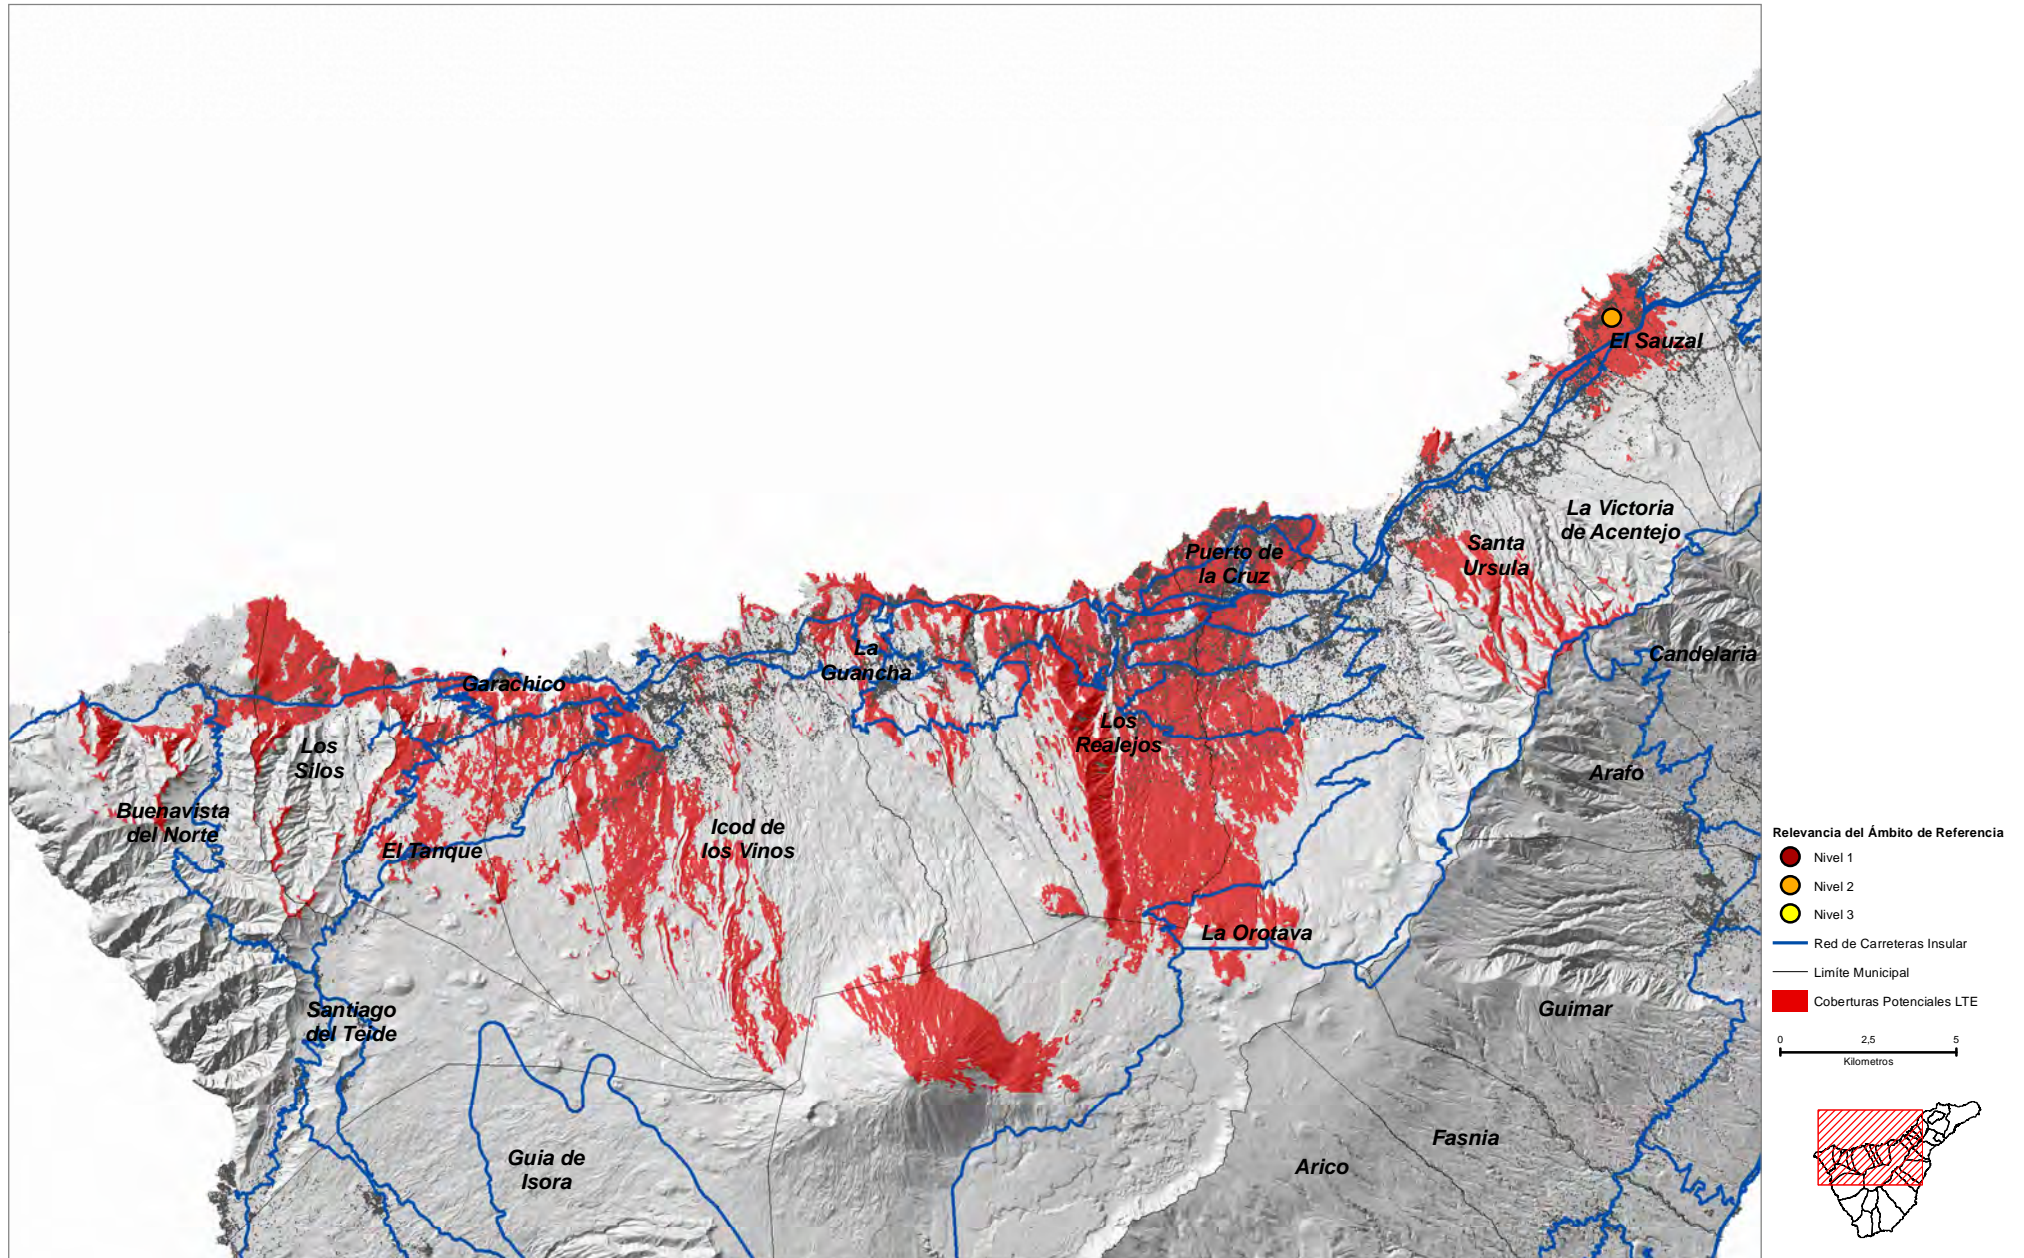 El Sauzal
La Victoria
de Acentejo
Santa
Ursula
Puerto de
la Cruz
Candelaria
La
Guancha
Garachico
Los
Realejos
Los
Silos
Arafo
Buenavista
del Norte
Icod de
los Vinos
El Tanque
La Orotava
Santiago
del Teide
Guimar
Fasnia
Guia de
Isora
Arico
Relevancia del Ámbito de Referencia
Nivel 1
Nivel 2
Nivel 3
Red de Carreteras Insular
Limíte Municipal
Coberturas Potenciales LTE
0 2,5 5
Kilometros